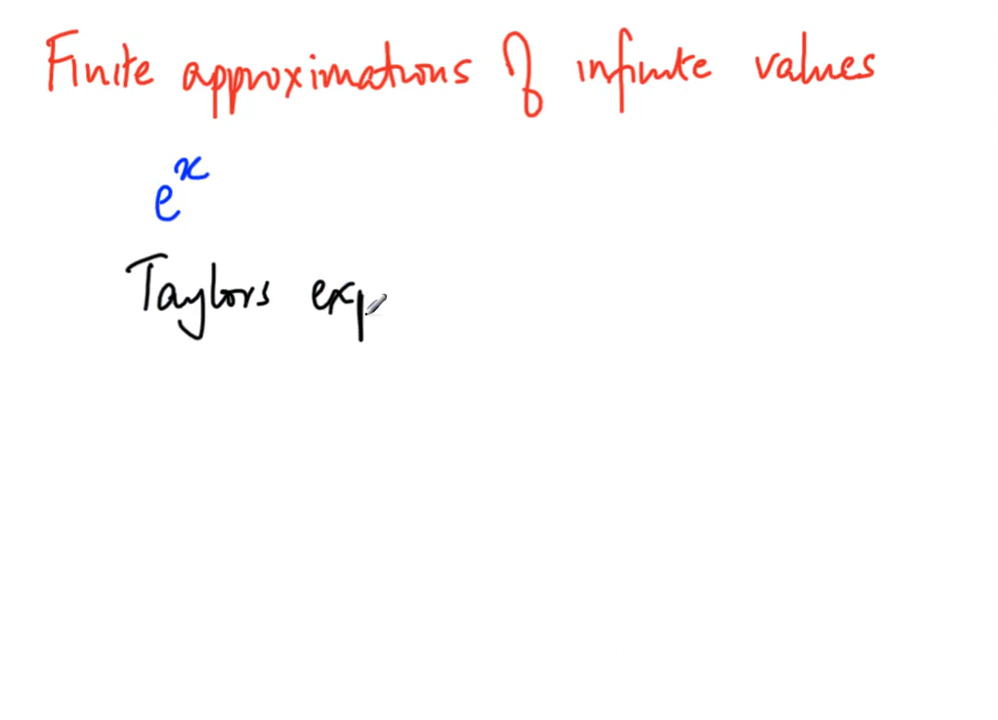 Finite approximations of infinite values
e^x
Taylors exp